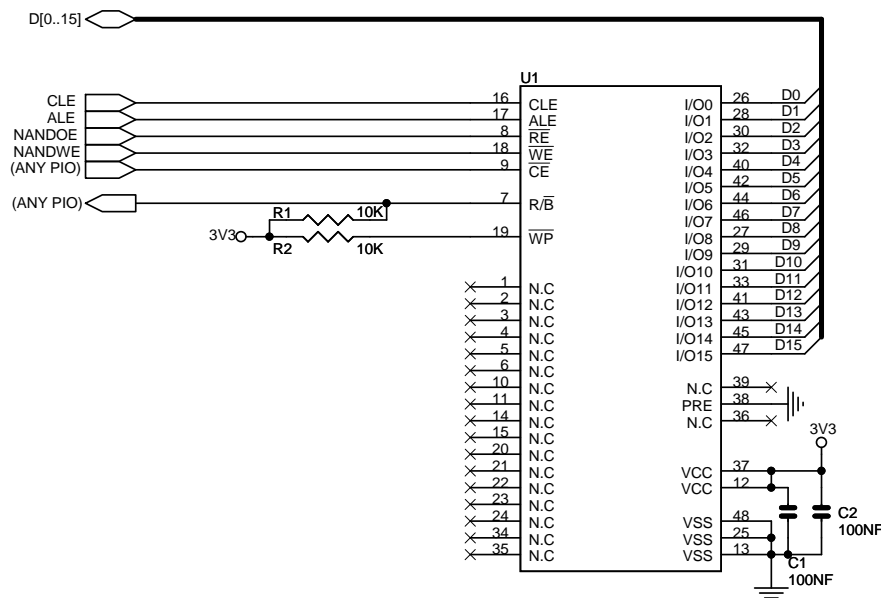 D[0..15]
U1
CLE 16 CLE
ALE 17 ALE
NANDOE 8 RE
NANDWE 18 WE
(ANY PIO) 9 CE
(ANY PIO) 7 R/B
R1 10K
3V3 19 WP
R2 10K
1 N.C
2 N.C
3 N.C
4 N.C
5 N.C
6 N.C
10 N.C
11 N.C
14 N.C
15 N.C
20 N.C
21 N.C
22 N.C
23 N.C
24 N.C
34 N.C
35 N.C
I/O0 26 D0
I/O1 28 D1
I/O2 30 D2
I/O3 32 D3
I/O4 40 D4
I/O5 42 D5
I/O6 44 D6
I/O7 46 D7
I/O8 27 D8
I/O9 29 D9
I/O10 31 D10
I/O11 33 D11
I/O12 41 D12
I/O13 43 D13
I/O14 45 D14
I/O15 47 D15
N.C 39
PRE 38
N.C 36
3V3
VCC 37
VCC 12
VSS 48
VSS 25
VSS 13
C2
100NF
C1
100NF